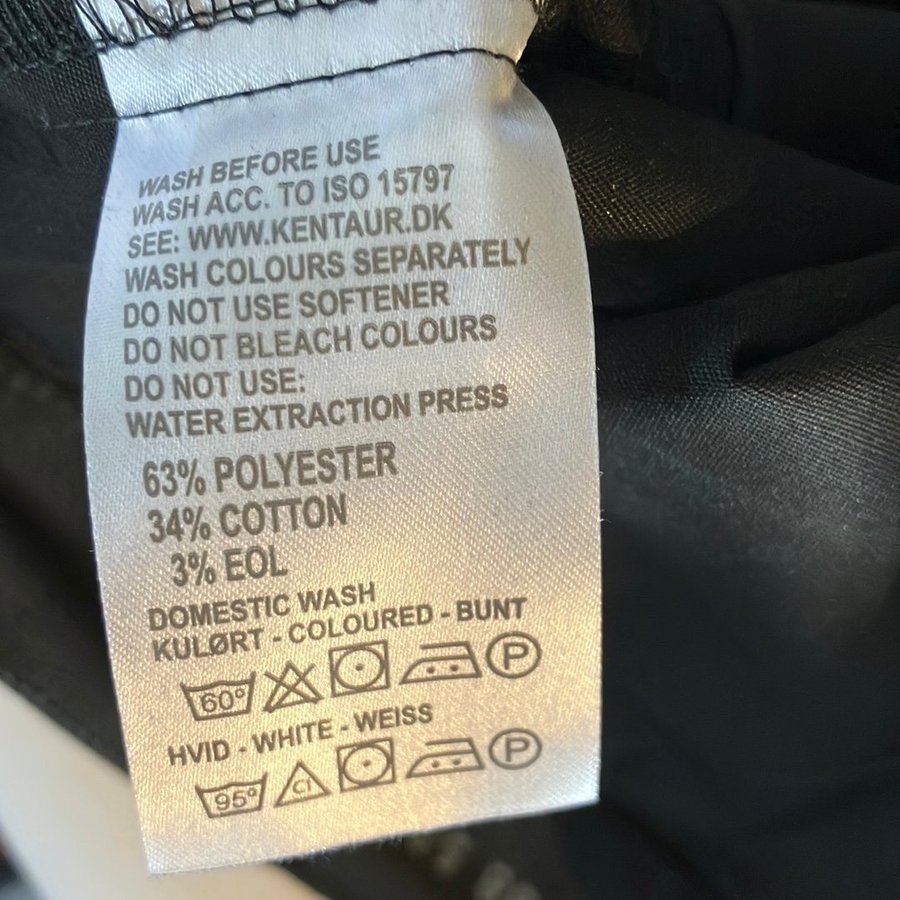 WASH BEFORE USE
WASH ACC. TO ISO 15797
SEE: WWW.KENTAUR.DK
WASH COLOURS SEPARATELY
DO NOT USE SOFTENER
DO NOT BLEACH COLOURS
DO NOT USE:
WATER EXTRACTION PRESS
63% POLYESTER
34% COTTON
3% EOL
DOMESTIC WASH
KULØRT - COLOURED - BUNT
60° P
HVID - WHITE - WEISS
95° Cl P